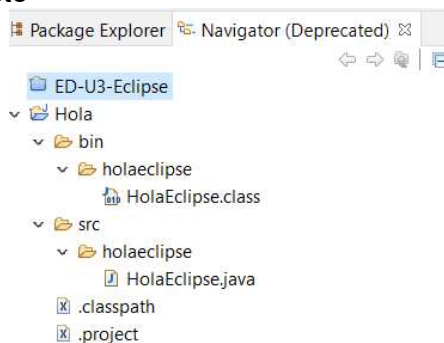 Package Explorer Navigator (Deprecated)
ED-U3-Eclipse
Hola
bin
holaeclipse
HolaEclipse.class
src
holaeclipse
HolaEclipse.java
.classpath
.project